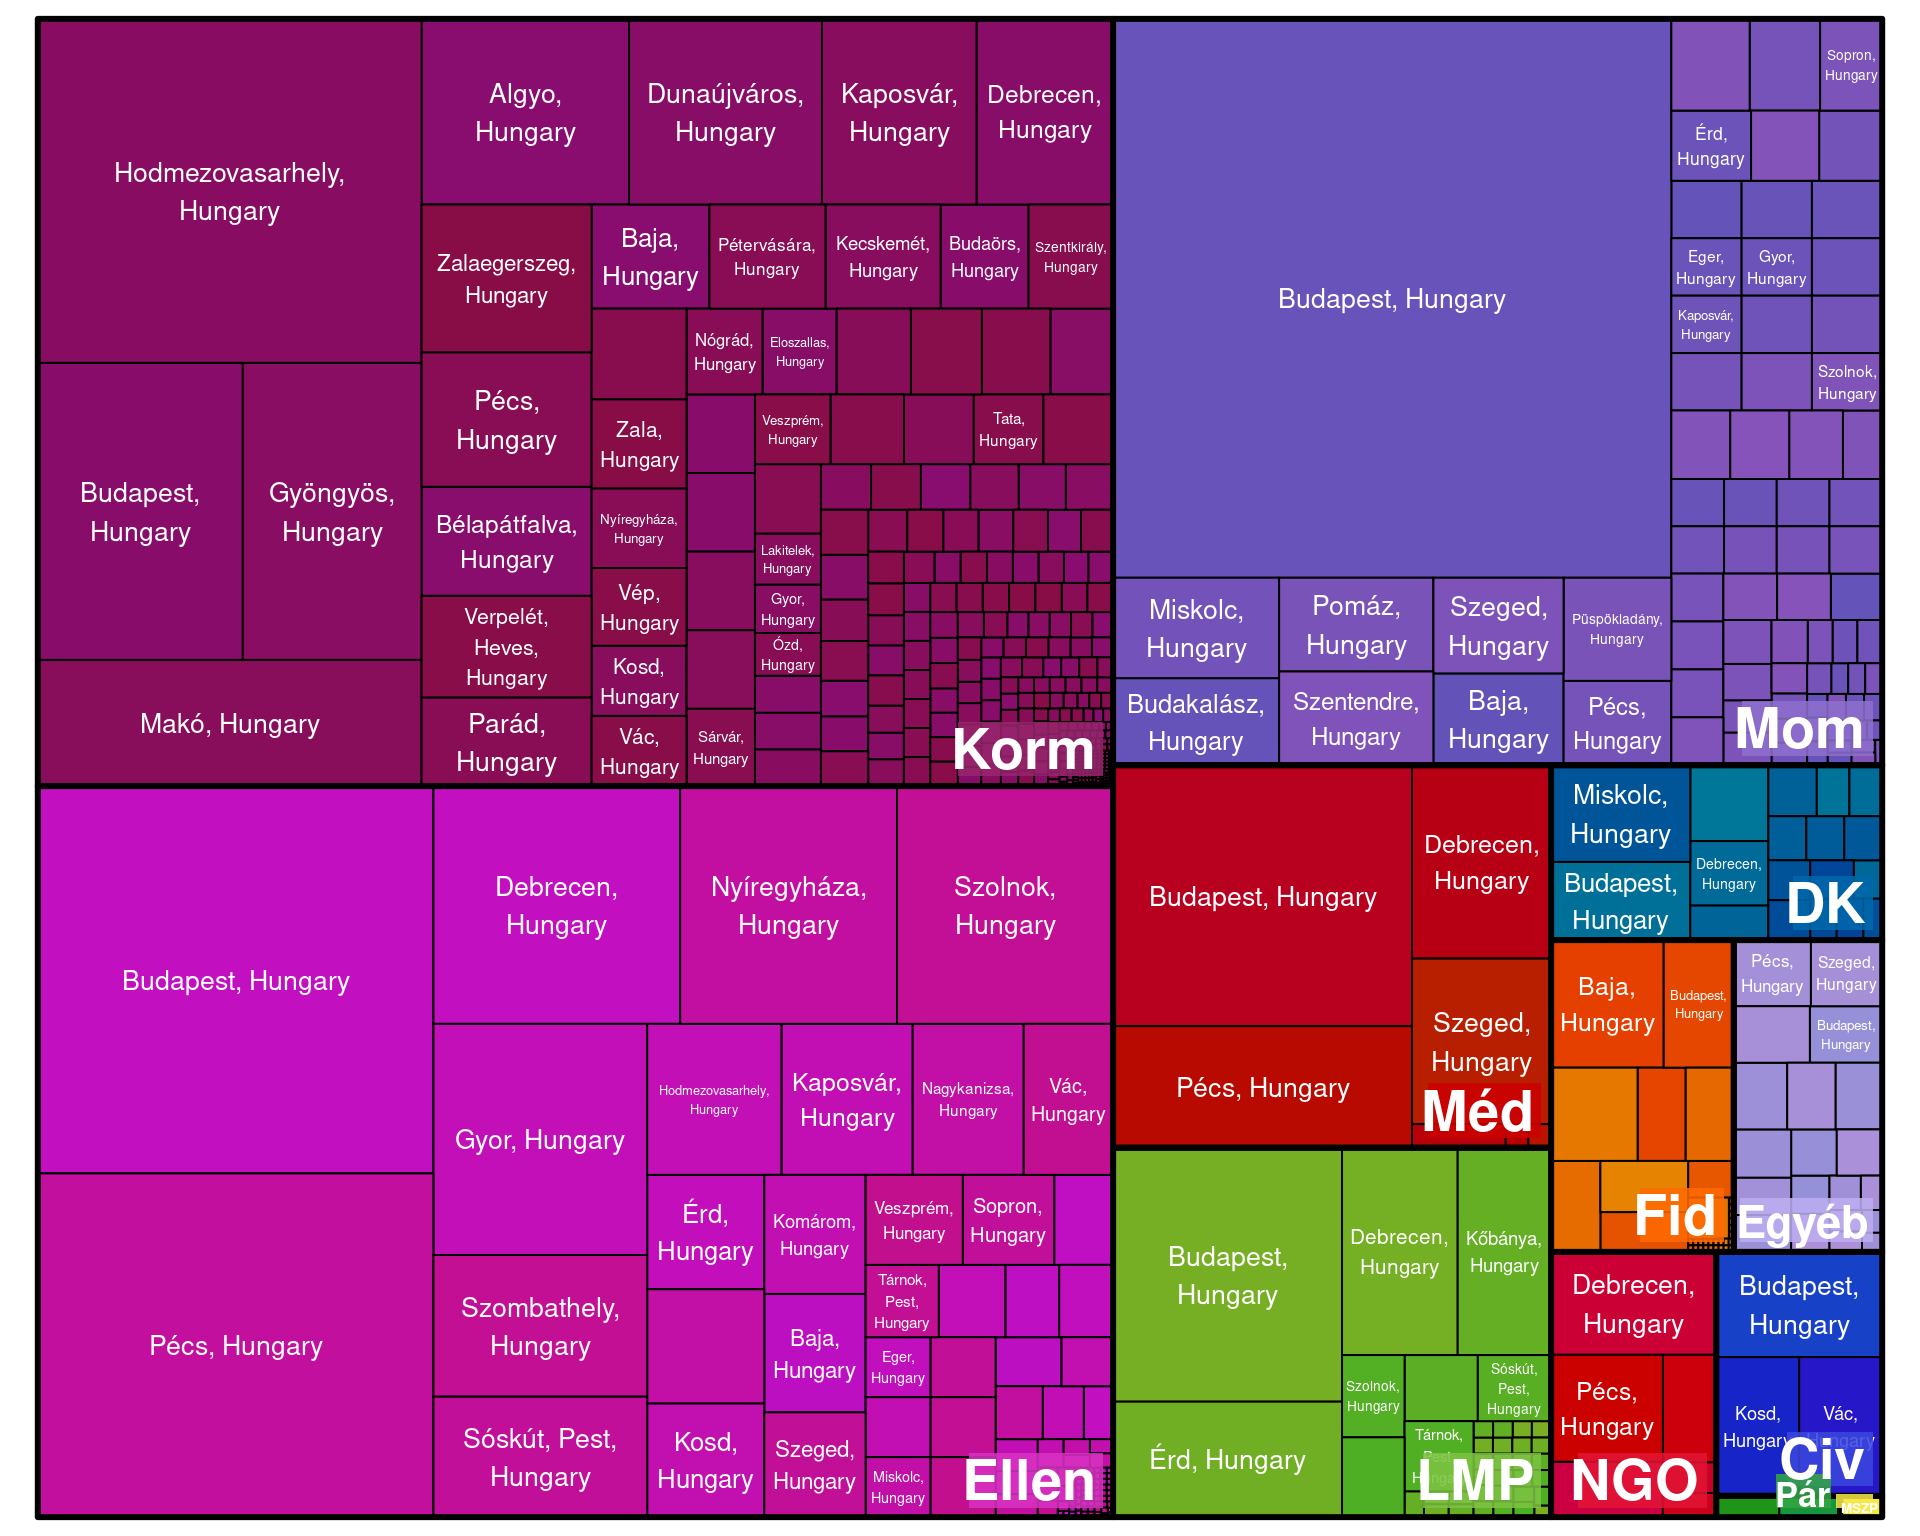 Hodmezovasarhely,
Hungary
Budapest,
Hungary
Gyöngyös,
Hungary
Makó, Hungary
Algyo,
Hungary
Dunaújváros,
Hungary
Kaposvár,
Hungary
Debrecen,
Hungary
Zalaegerszeg,
Hungary
Pécs,
Hungary
Bélapátfalva,
Hungary
Verpelét,
Heves,
Hungary
Parád,
Hungary
Baja,
Hungary
Pétervására,
Hungary
Kecskemét,
Hungary
Budaörs,
Hungary
Szentkirály,
Hungary
Zala,
Hungary
Nyíregyháza,
Hungary
Vép,
Hungary
Kosd,
Hungary
Vác,
Hungary
Nógrád,
Hungary
Eloszallas,
Hungary
Veszprém,
Hungary
Tata,
Hungary
Lakitelek,
Hungary
Gyor,
Hungary
Ózd,
Hungary
Sárvár,
Hungary
Korm
Budapest, Hungary
Miskolc,
Hungary
Budakalász,
Hungary
Pomáz,
Hungary
Szentendre,
Hungary
Szeged,
Hungary
Baja,
Hungary
Püspökladány,
Hungary
Pécs,
Hungary
Sopron,
Hungary
Érd,
Hungary
Eger,
Hungary
Gyor,
Hungary
Kaposvár,
Hungary
Szolnok,
Hungary
Mom
Budapest, Hungary
Pécs, Hungary
Debrecen,
Hungary
Nyíregyháza,
Hungary
Szolnok,
Hungary
Gyor, Hungary
Szombathely,
Hungary
Sóskút, Pest,
Hungary
Hodmezovasarhely,
Hungary
Kaposvár,
Hungary
Nagykanizsa,
Hungary
Vác,
Hungary
Érd,
Hungary
Kosd,
Hungary
Komárom,
Hungary
Baja,
Hungary
Szeged,
Hungary
Veszprém,
Hungary
Sopron,
Hungary
Tárnok,
Pest,
Hungary
Eger,
Hungary
Miskolc,
Hungary
Ellen
Budapest, Hungary
Pécs, Hungary
Debrecen,
Hungary
Szeged,
Hungary
Méd
Budapest,
Hungary
Érd, Hungary
Debrecen,
Hungary
Kőbánya,
Hungary
Szolnok,
Hungary
Sóskút,
Pest,
Hungary
Tárnok,
Pest,
Hungary
LMP
Miskolc,
Hungary
Budapest,
Hungary
Debrecen,
Hungary
DK
Baja,
Hungary
Budapest,
Hungary
Fid
Pécs,
Hungary
Szeged,
Hungary
Budapest,
Hungary
Egyéb
Debrecen,
Hungary
Pécs,
Hungary
NGO
Budapest,
Hungary
Kosd,
Hungary
Vác,
Hungary
Civ
Pár
MSZP